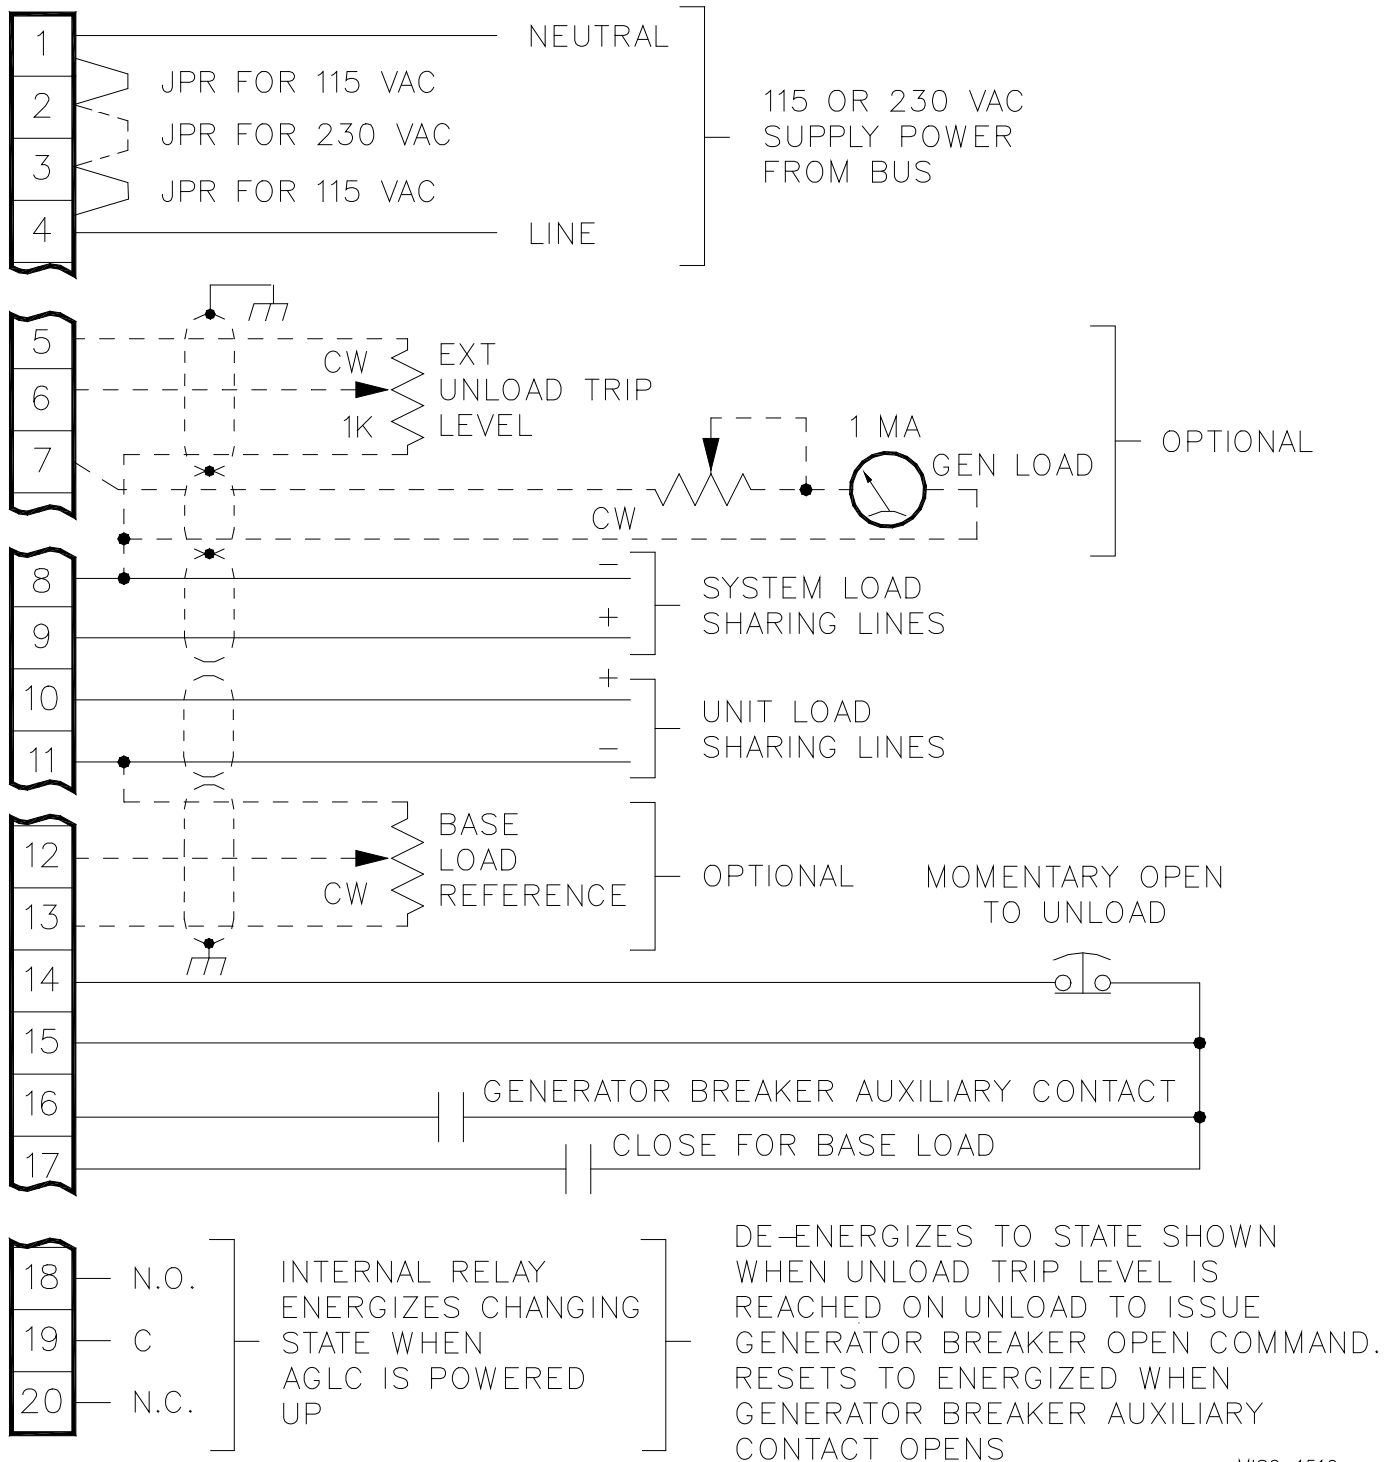 1
NEUTRAL
JPR FOR 115 VAC
2
115 OR 230 VAC
SUPPLY POWER
FROM BUS
JPR FOR 230 VAC
3
JPR FOR 115 VAC
4
LINE
5
CW
EXT
UNLOAD TRIP
LEVEL
6
1K
7
1 MA
GEN LOAD
OPTIONAL
CW
8
–
SYSTEM LOAD
SHARING LINES
9
+
10
+
UNIT LOAD
SHARING LINES
11
–
BASE
LOAD
REFERENCE
12
CW
OPTIONAL
13
MOMENTARY OPEN
TO UNLOAD
14
15
16
GENERATOR BREAKER AUXILIARY CONTACT
17
CLOSE FOR BASE LOAD
18
N.O.
19
C
20
N.C.
INTERNAL RELAY
ENERGIZES CHANGING
STATE WHEN
AGLC IS POWERED
UP
DE–ENERGIZES TO STATE SHOWN
WHEN UNLOAD TRIP LEVEL IS
REACHED ON UNLOAD TO ISSUE
GENERATOR BREAKER OPEN COMMAND.
RESETS TO ENERGIZED WHEN
GENERATOR BREAKER AUXILIARY
CONTACT OPENS